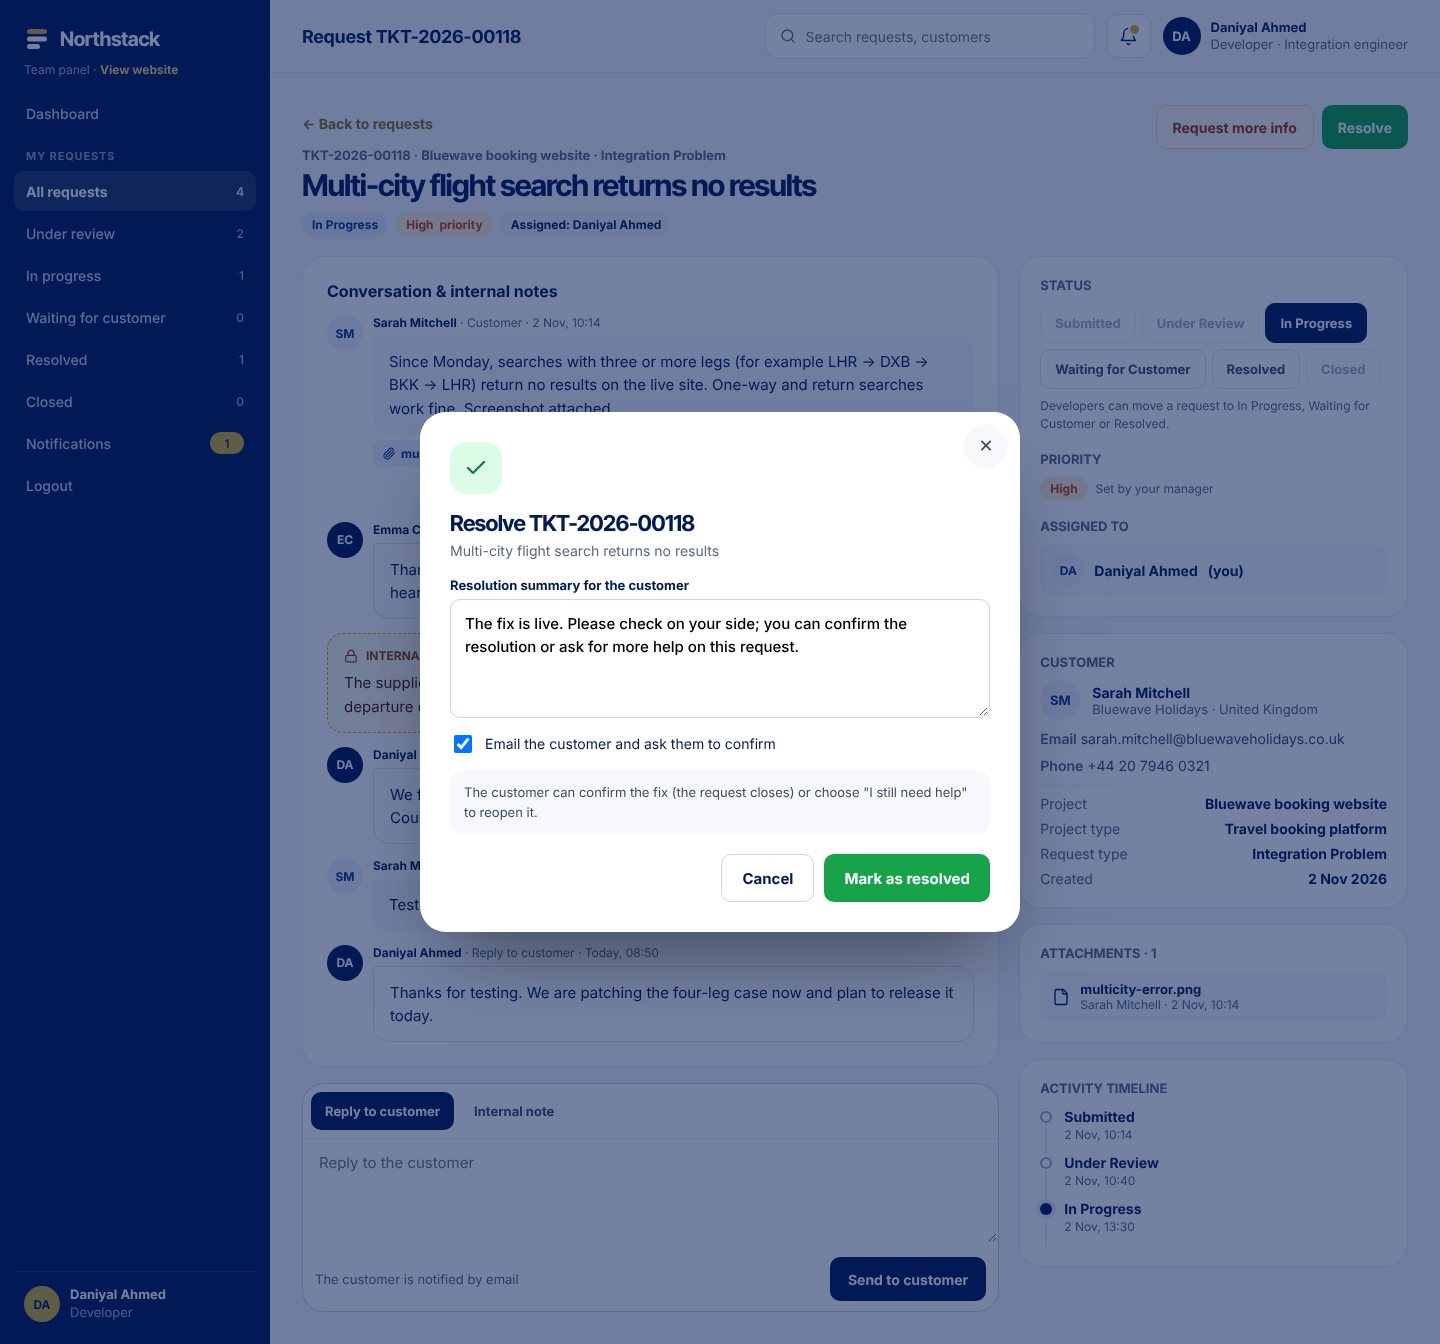 Northstack
Team panel · View website
Dashboard
MY REQUESTS
All requests 4
Under review 2
In progress 1
Waiting for customer 0
Resolved 1
Closed 0
Notifications 1
Logout
DA
Daniyal Ahmed
Developer
Request TKT-2026-00118
Search requests, customers
DA
Daniyal Ahmed
Developer · Integration engineer
← Back to requests
Request more info
Resolve
TKT-2026-00118 · Bluewave booking website · Integration Problem
Multi-city flight search returns no results
In Progress
High priority
Assigned: Daniyal Ahmed
Conversation & internal notes
SM
Sarah Mitchell · Customer · 2 Nov, 10:14
Since Monday, searches with three or more legs (for example LHR → DXB →
BKK → LHR) return no results on the live site. One-way and return searches
work fine. Screenshot attached.
EC
Emma
DA
Daniyal
We
SM
Sarah
DA
Daniyal Ahmed · Reply to customer · Today, 08:50
Thanks for testing. We are patching the four-leg case now and plan to release it
today.
Resolve TKT-2026-00118
Multi-city flight search returns no results
Resolution summary for the customer
The fix is live. Please check on your side; you can confirm the
resolution or ask for more help on this request.
Email the customer and ask them to confirm
The customer can confirm the fix (the request closes) or choose "I still need help"
to reopen it.
Cancel
Mark as resolved
Reply to customer
Internal note
Reply to the customer
The customer is notified by email
Send to customer
STATUS
Submitted
Under Review
In Progress
Waiting for Customer
Resolved
Closed
Developers can move a request to In Progress, Waiting for
Customer or Resolved.
PRIORITY
High
Set by your manager
ASSIGNED TO
DA
Daniyal Ahmed (you)
CUSTOMER
SM
Sarah Mitchell
Bluewave Holidays · United Kingdom
Email sarah.mitchell@bluewaveholidays.co.uk
Phone +44 20 7946 0321
Project Bluewave booking website
Project type Travel booking platform
Request type Integration Problem
Created 2 Nov 2026
ATTACHMENTS · 1
multicity-error.png
Sarah Mitchell · 2 Nov, 10:14
ACTIVITY TIMELINE
Submitted
2 Nov, 10:14
Under Review
2 Nov, 10:40
In Progress
2 Nov, 13:30